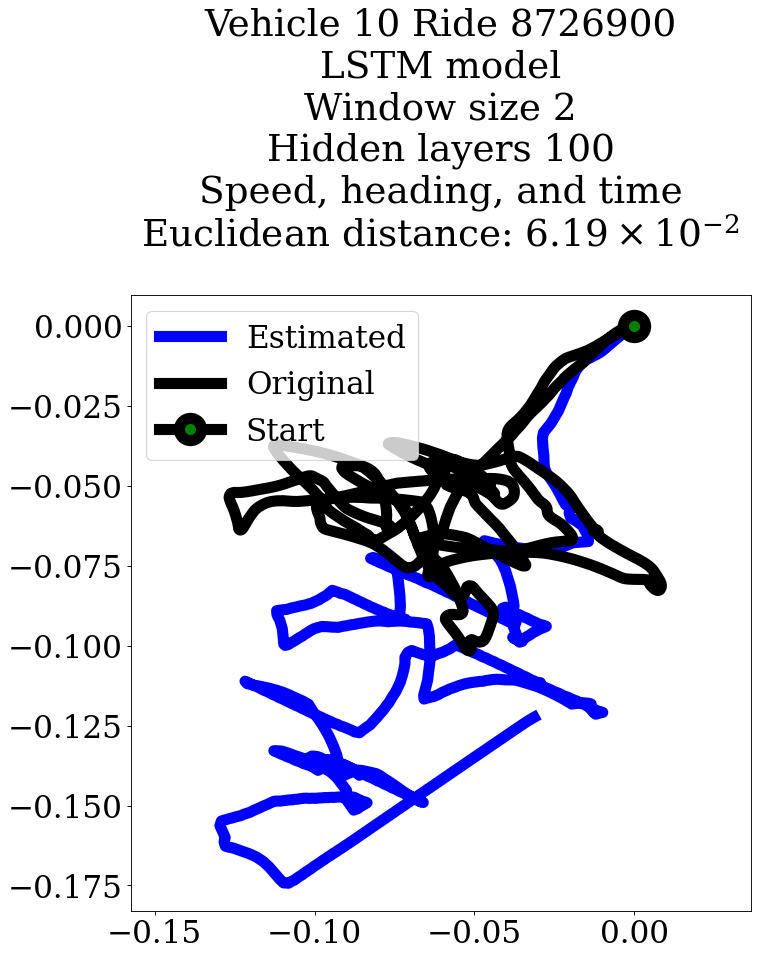 Vehicle 10 Ride 8726900
LSTM model
Window size 2
Hidden layers 100
Speed, heading, and time
Euclidean distance: 6.19 × 10⁻²
Estimated
Original
Start
0.000
−0.025
−0.050
−0.075
−0.100
−0.125
−0.150
−0.175
−0.15
−0.10
−0.05
0.00